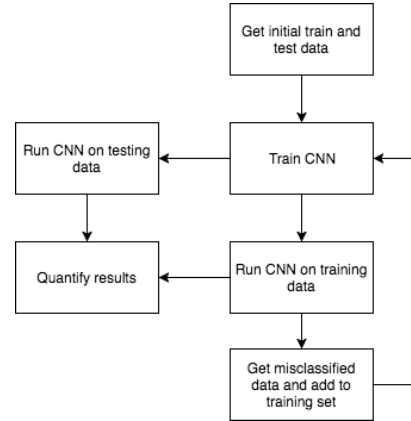 Get initial train and
test data
Run CNN on testing
data
Train CNN
Quantify results
Run CNN on training
data
Get misclassified
data and add to
training set